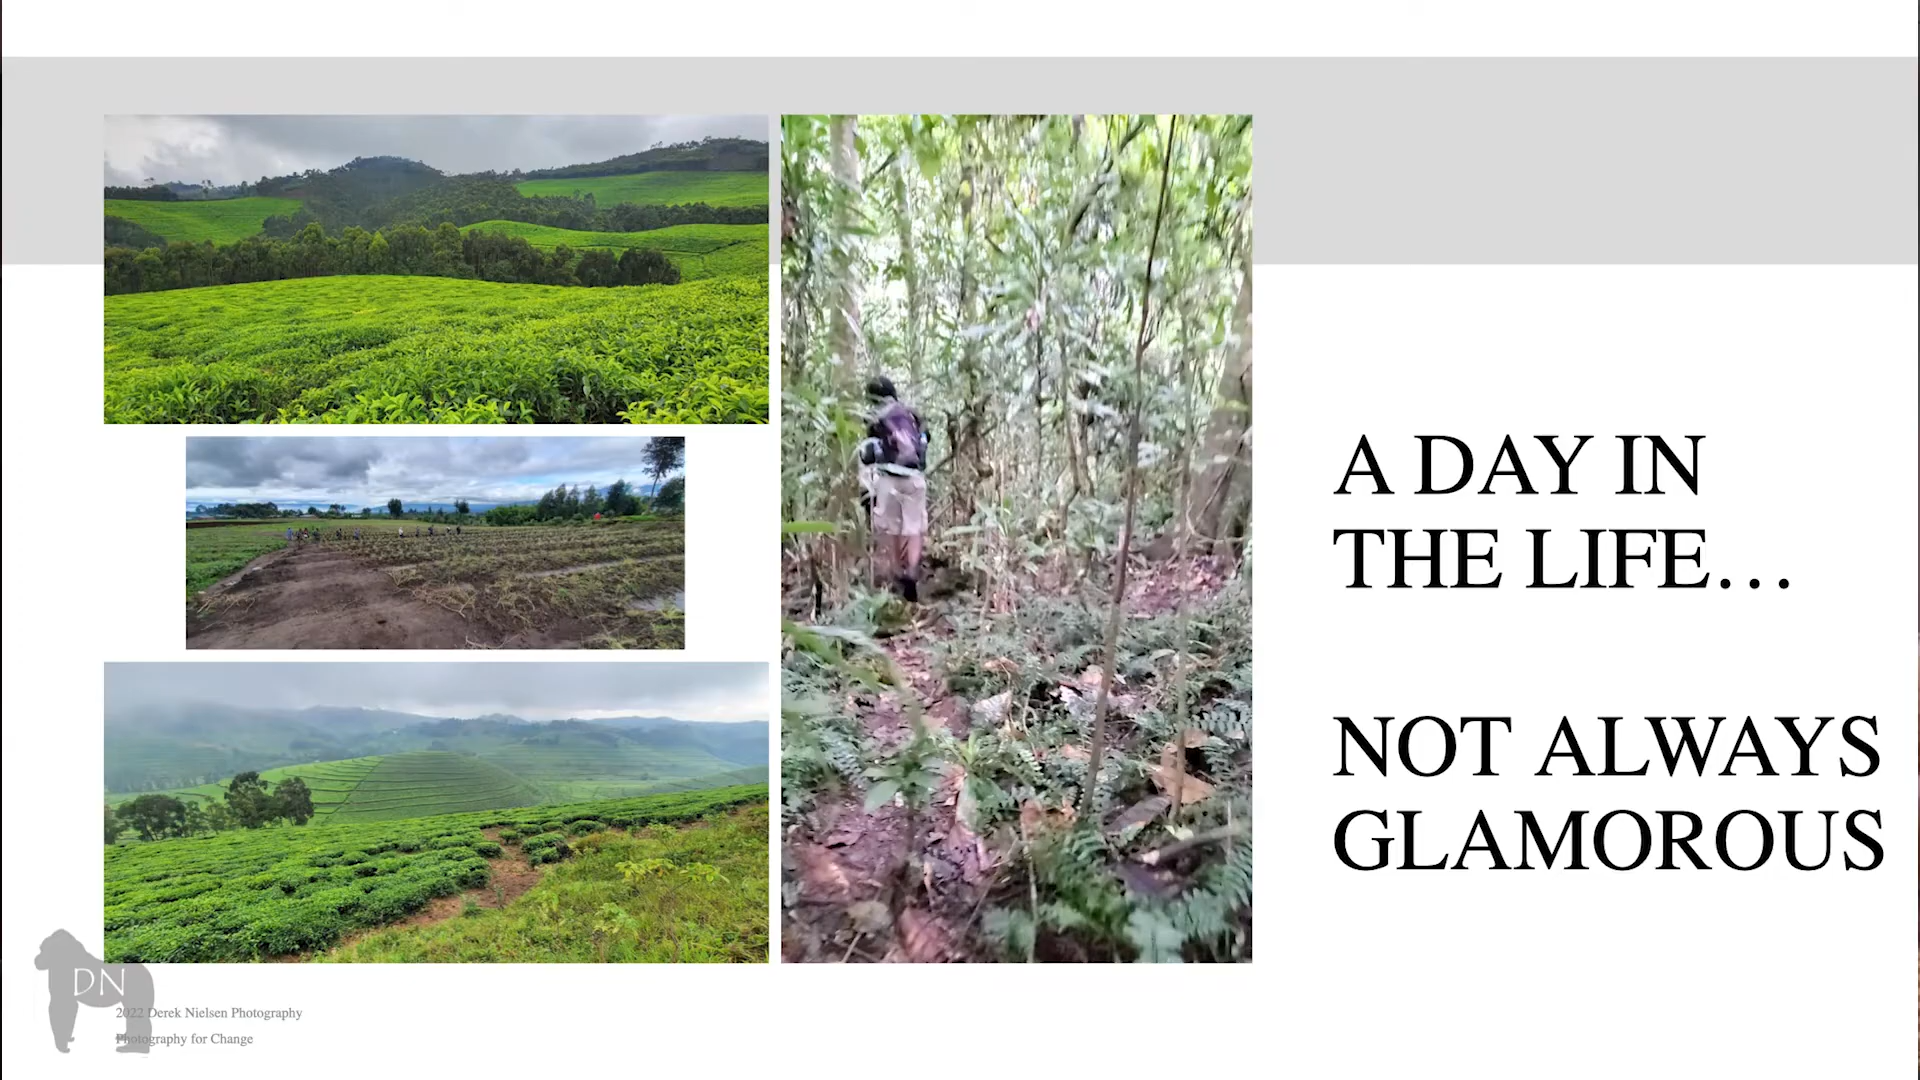 A DAY IN
THE LIFE...
NOT ALWAYS
GLAMOROUS
DN
2022 Derek Nielsen Photography
Photography for Change